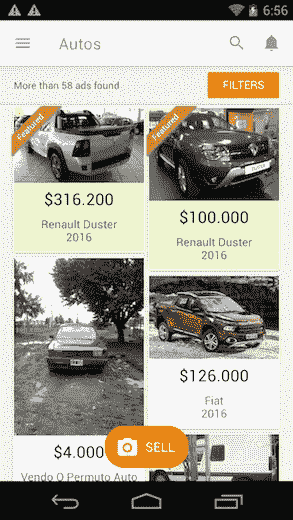 6:56
Autos
More than 58 ads found
FILTERS
Featured
$316.200
Renault Duster
2016
Featured
$100.000
Renault Duster
2016
$126.000
Fiat
2016
$4.000
Vendo O Permuto Auto
SELL